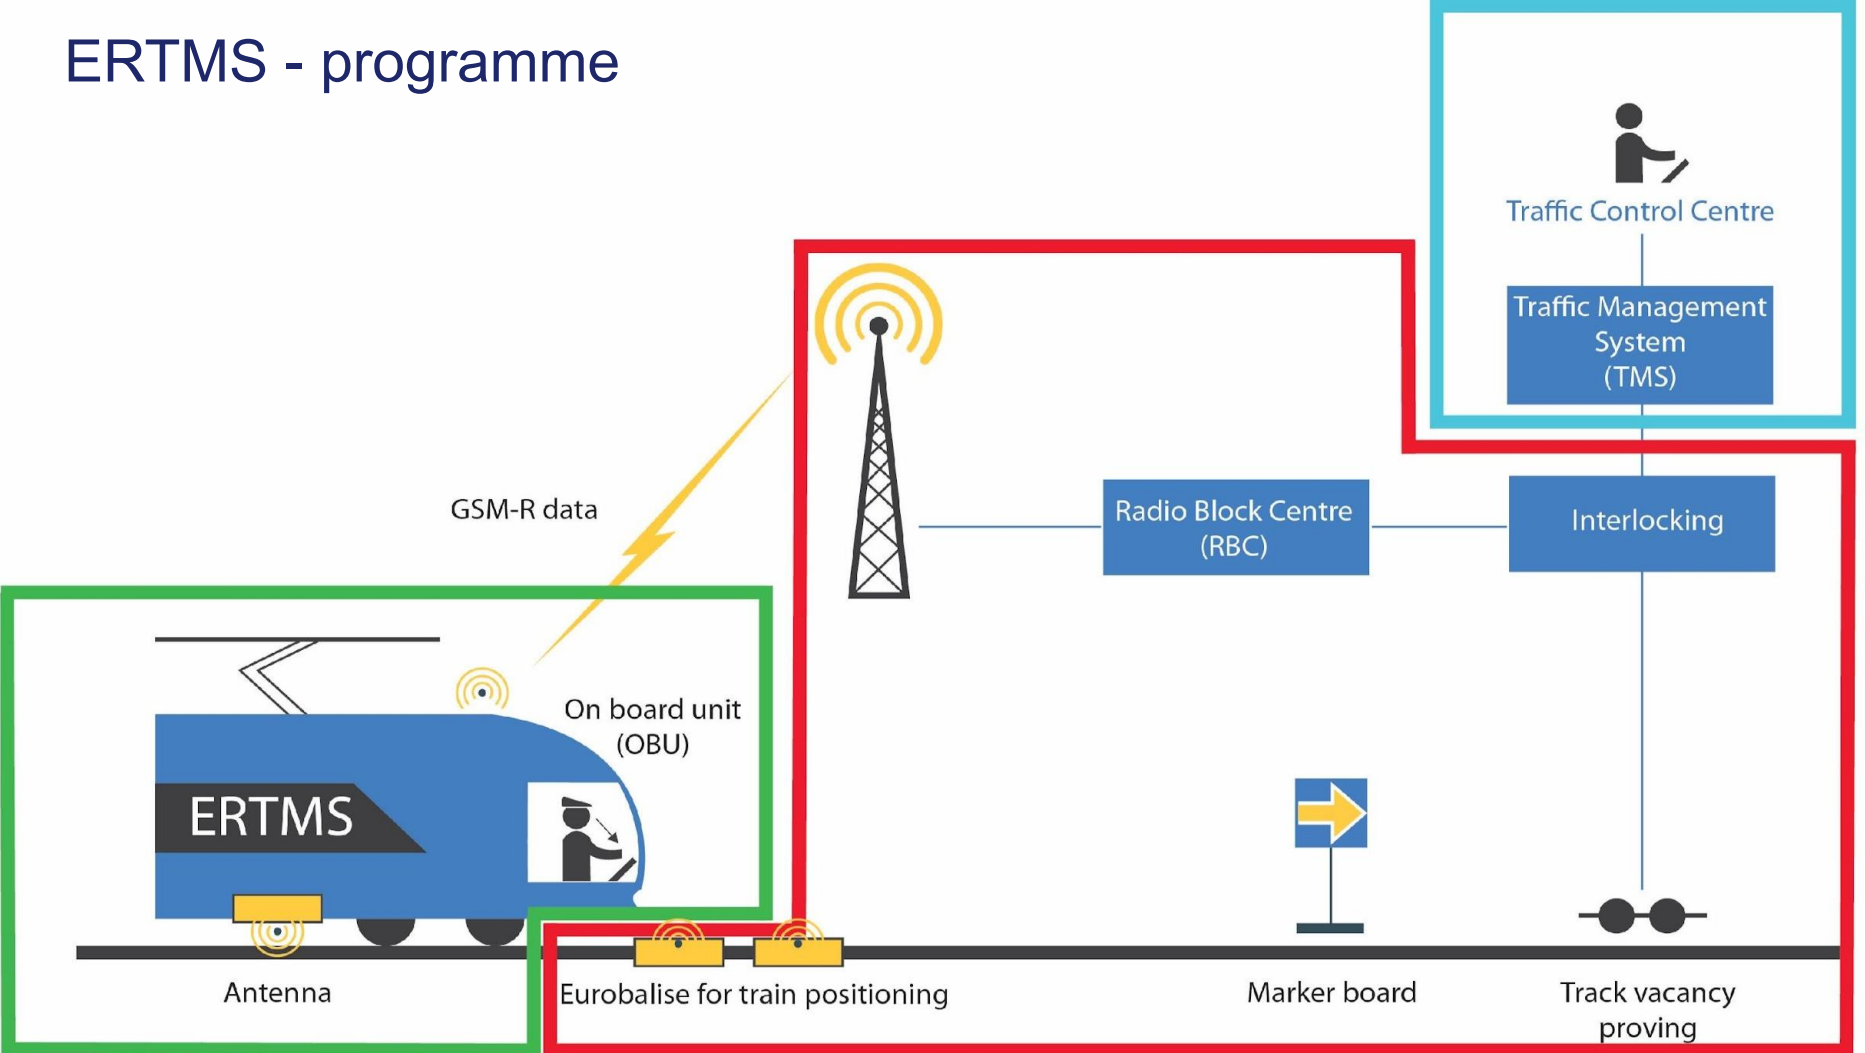 ERTMS - programme
Traffic Control Centre
Traffic Management
System
(TMS)
GSM-R data
Radio Block Centre
(RBC)
Interlocking
On board unit
(OBU)
ERTMS
Antenna
Eurobalise for train positioning
Marker board
Track vacancy
proving